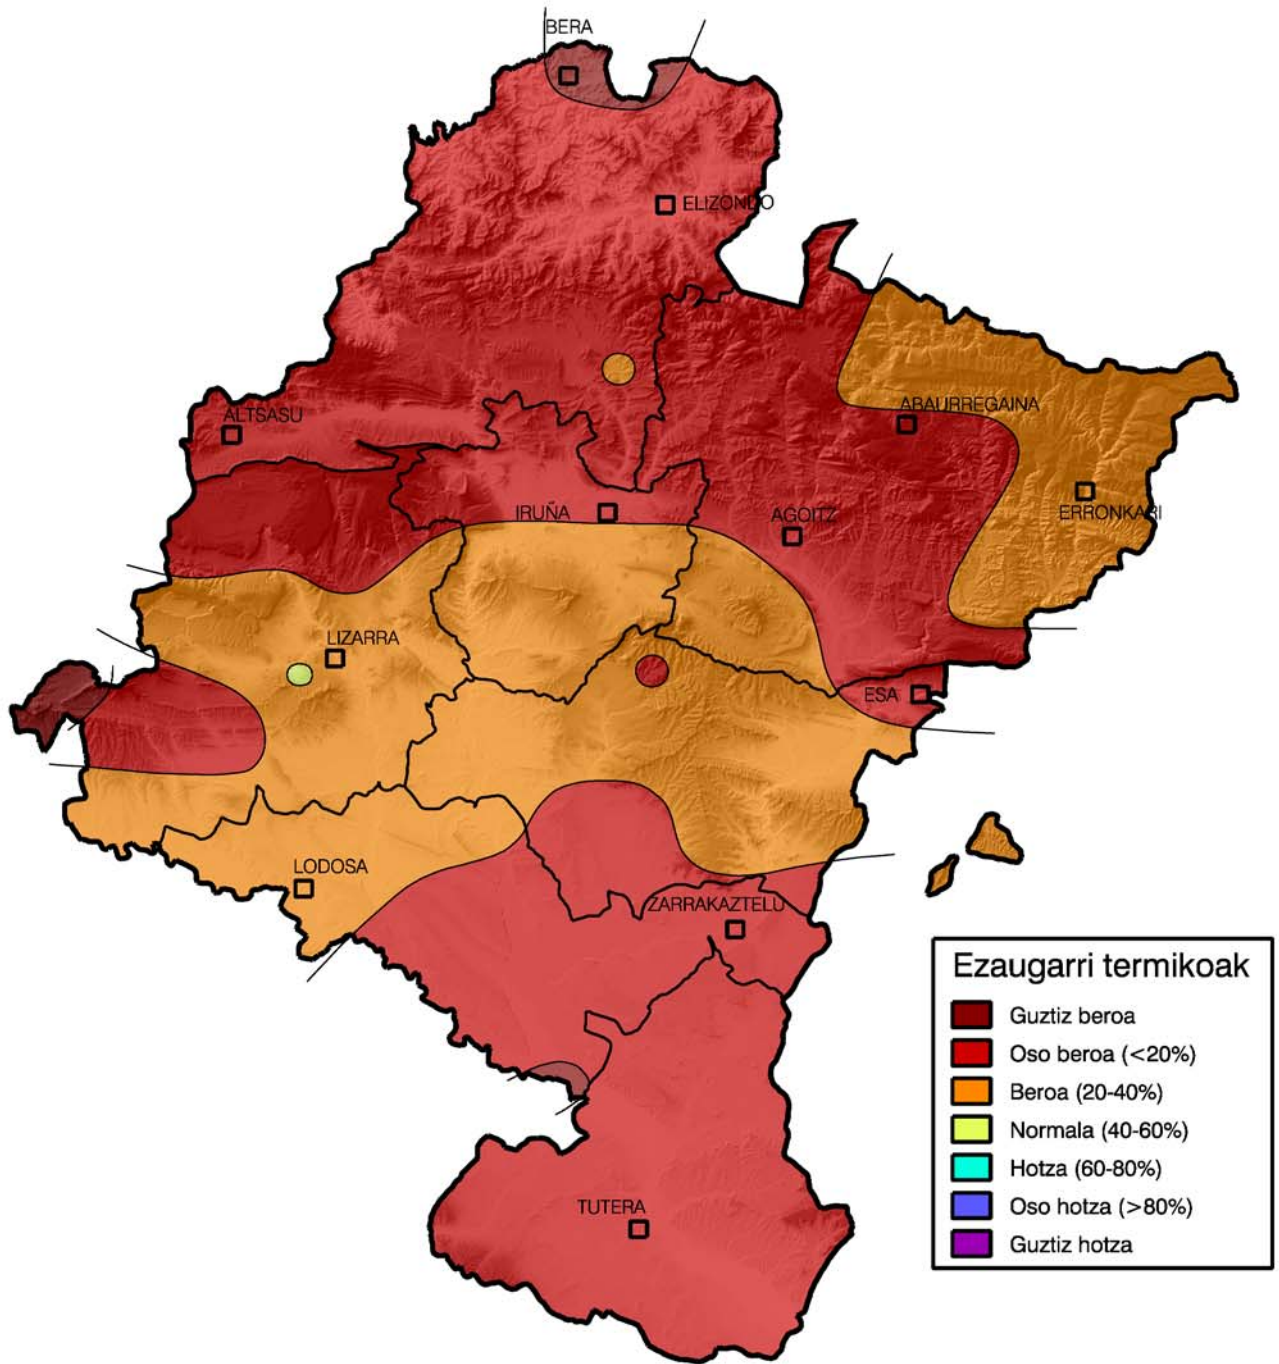 BERA
ELIZONDO
ALTSASU
ABAURREGAINA
IRUÑA
AGOITZ
ERRONKARI
LIZARRA
ESA
LODOSA
ZARRAKAZTELU
TUTERA
Ezaugarri termikoak
Guztiz beroa
Oso beroa (<20%)
Beroa (20-40%)
Normala (40-60%)
Hotza (60-80%)
Oso hotza (>80%)
Guztiz hotza